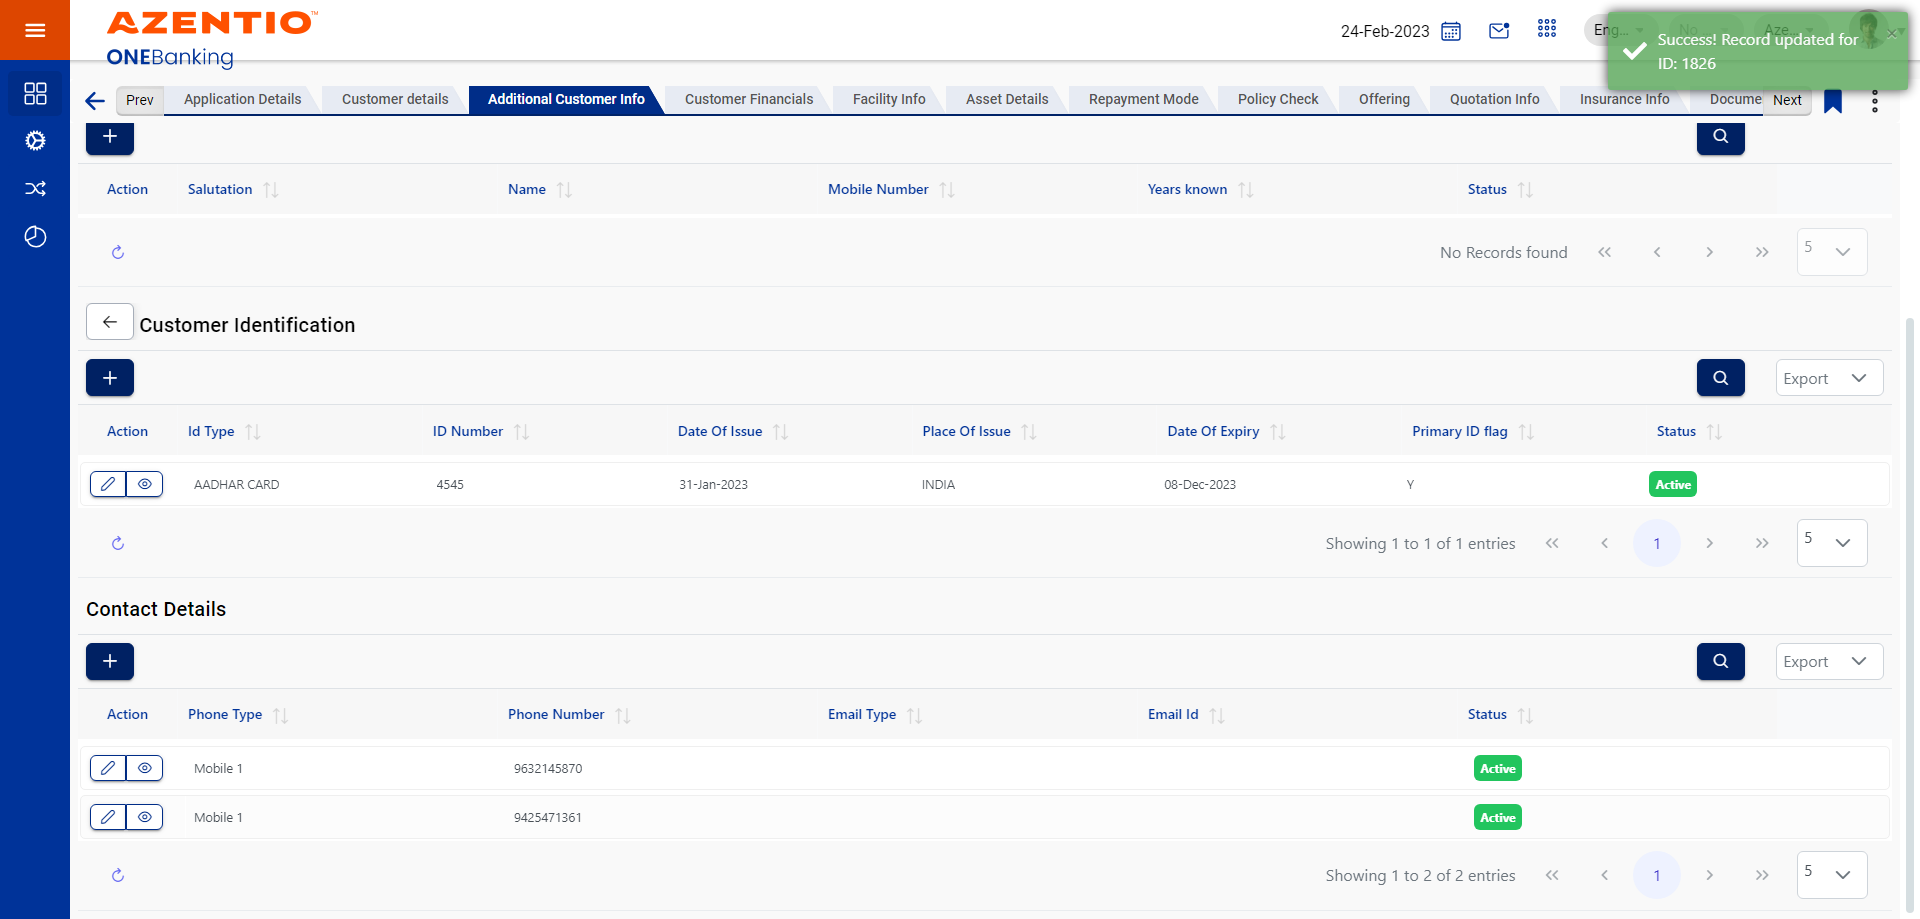 AZENTIO™
ONEBanking
24-Feb-2023
Eng...
No...
Aze...
Success! Record updated for
ID: 1826
Prev
Application Details
Customer details
Additional Customer Info
Customer Financials
Facility Info
Asset Details
Repayment Mode
Policy Check
Offering
Quotation Info
Insurance Info
Docume
Next
Action
Salutation
Name
Mobile Number
Years known
Status
No Records found
5
Customer Identification
Export
Action
Id Type
ID Number
Date Of Issue
Place Of Issue
Date Of Expiry
Primary ID flag
Status
AADHAR CARD
4545
31-Jan-2023
INDIA
08-Dec-2023
Y
Active
Showing 1 to 1 of 1 entries
1
5
Contact Details
Export
Action
Phone Type
Phone Number
Email Type
Email Id
Status
Mobile 1
9632145870
Active
Mobile 1
9425471361
Active
Showing 1 to 2 of 2 entries
1
5